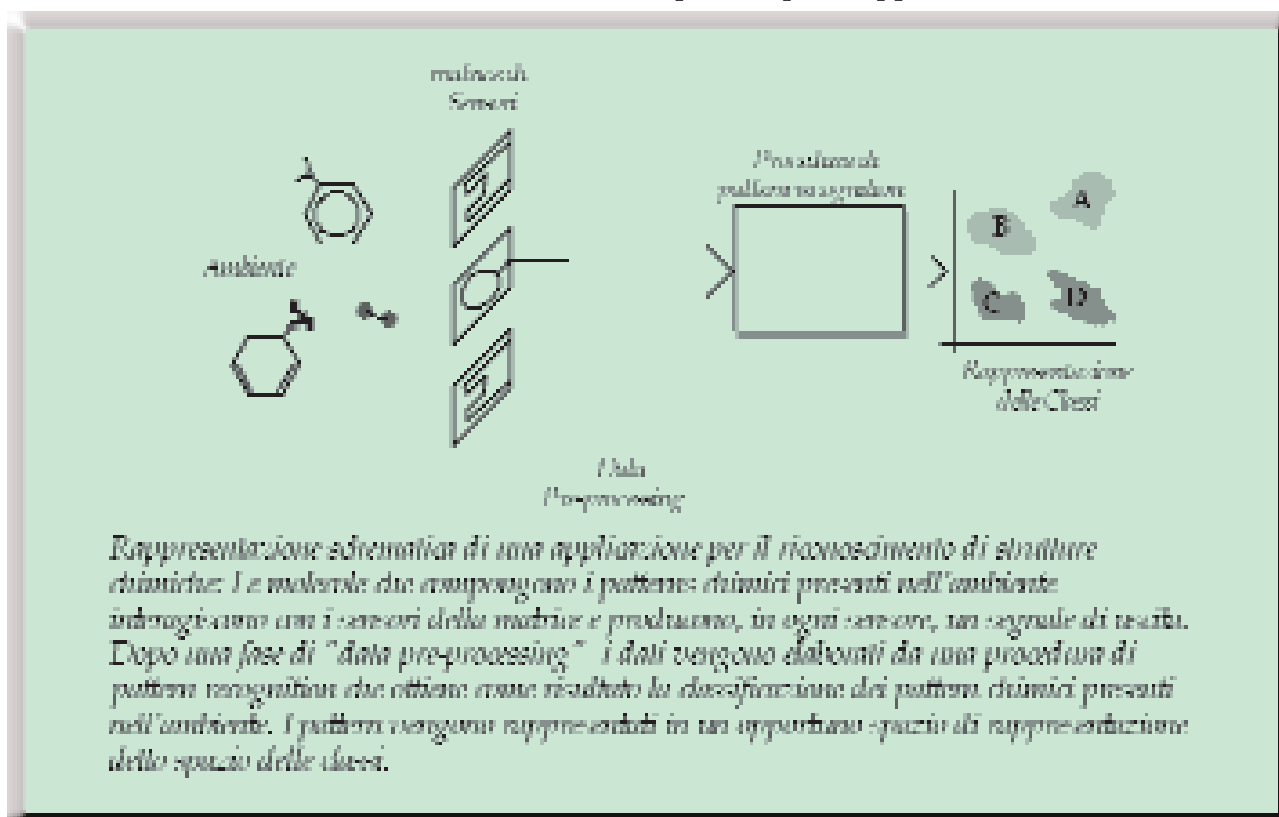 matrice di
Sensori
Procedura di
pattern recognition
A
B
Ambiente
C
D
Rappresentazione
delle Classi
Data
Pre-processing
Rappresentazione schematica di una applicazione per il riconoscimento di strutture
chimiche: Le molecole che compongono i patterns chimici presenti nell'ambiente
interagiscono con i sensori della matrice e producono, in ogni sensore, un segnale di uscita.
Dopo una fase di "data pre-processing" i dati vengono elaborati da una procedura di
pattern recognition che ottiene come risultato la classificazione dei pattern chimici presenti
nell'ambiente. I pattern vengono rappresentati in un opportuno spazio di rappresentazione
dello spazio delle classi.